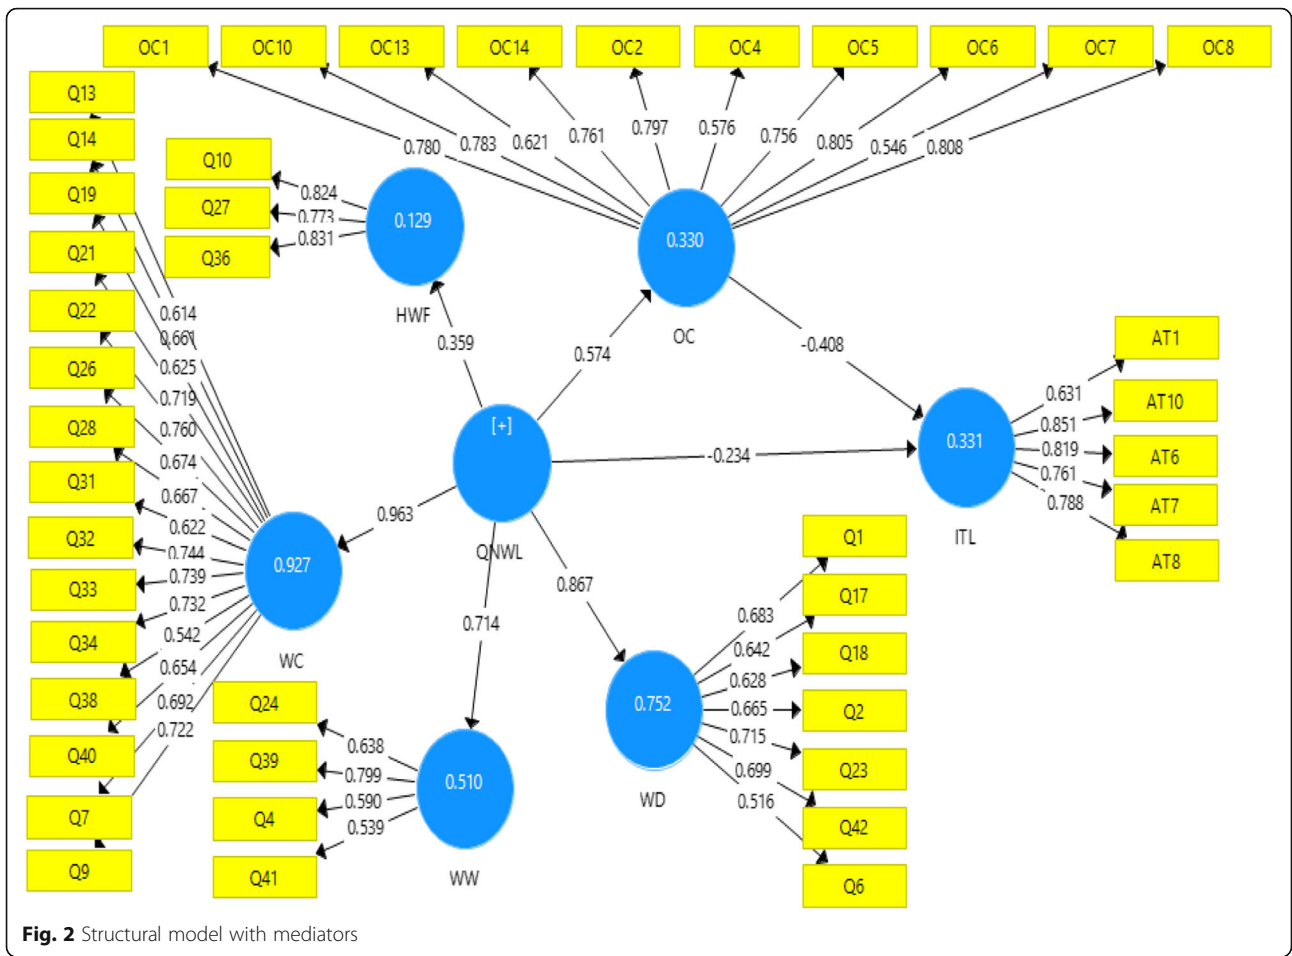 OC1 OC10 OC13 OC14 OC2 OC4 OC5 OC6 OC7 OC8
0.780 0.783 0.621 0.761 0.797 0.576 0.756 0.805 0.546 0.808
Q13
Q14
Q19
Q21
Q22
Q26
Q28
Q31
Q32
Q33
Q34
Q38
Q40
Q7
Q9
0.614
0.661
0.625
0.719
0.760
0.674
0.667
0.622
0.744
0.739
0.732
0.542
0.654
0.692
0.722
0.927
WC
Q10
Q27
Q36
0.824
0.773
0.831
0.129
HWF
0.359
0.330
OC
0.574
-0.408
[+]
QNWL
-0.234
0.963
0.714
0.867
0.331
ITL
0.631
0.851
0.819
0.761
0.788
AT1
AT10
AT6
AT7
AT8
Q24
Q39
Q4
Q41
0.638
0.799
0.590
0.539
0.510
WW
0.752
WD
0.683
0.642
0.628
0.665
0.715
0.699
0.516
Q1
Q17
Q18
Q2
Q23
Q42
Q6
Fig. 2 Structural model with mediators